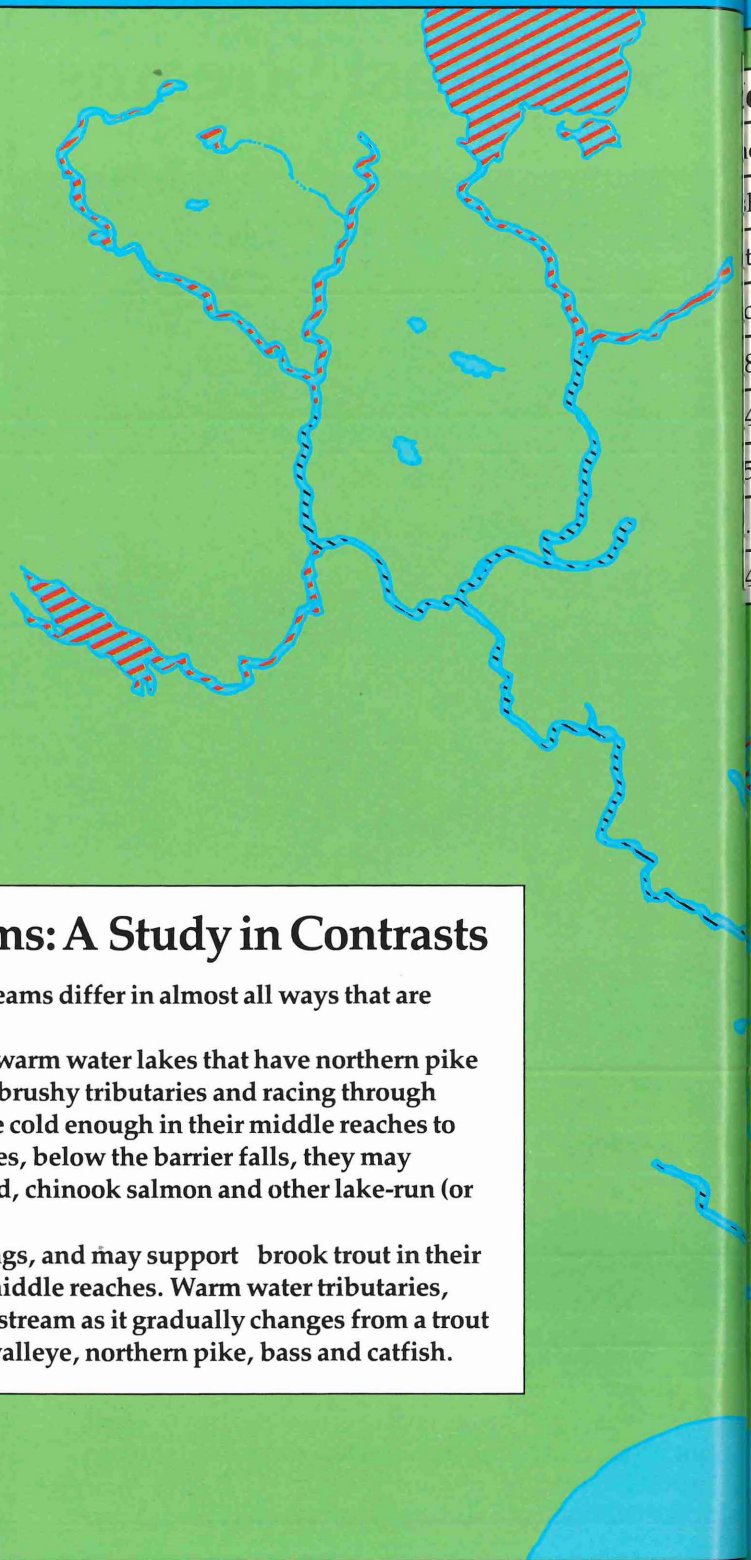 ms: A Study in Contrasts
eams differ in almost all ways that are
warm water lakes that have northern pike
brushy tributaries and racing through
e cold enough in their middle reaches to
es, below the barrier falls, they may
d, chinook salmon and other lake-run (or
gs, and may support brook trout in their
niddle reaches. Warm water tributaries,
stream as it gradually changes from a trout
valleye, northern pike, bass and catfish.